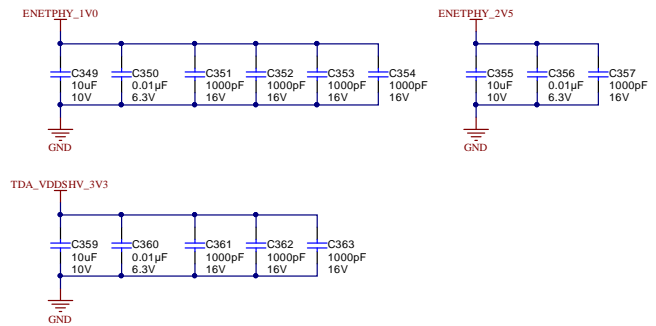 ENETPHY_1V0
C349
10uF
10V
C350
0.01µF
6.3V
C351
1000pF
16V
C352
1000pF
16V
C353
1000pF
16V
C354
1000pF
16V
GND
ENETPHY_2V5
C355
10uF
10V
C356
0.01µF
6.3V
C357
1000pF
16V
GND
TDA_VDDSHV_3V3
C359
10uF
10V
C360
0.01µF
6.3V
C361
1000pF
16V
C362
1000pF
16V
C363
1000pF
16V
GND